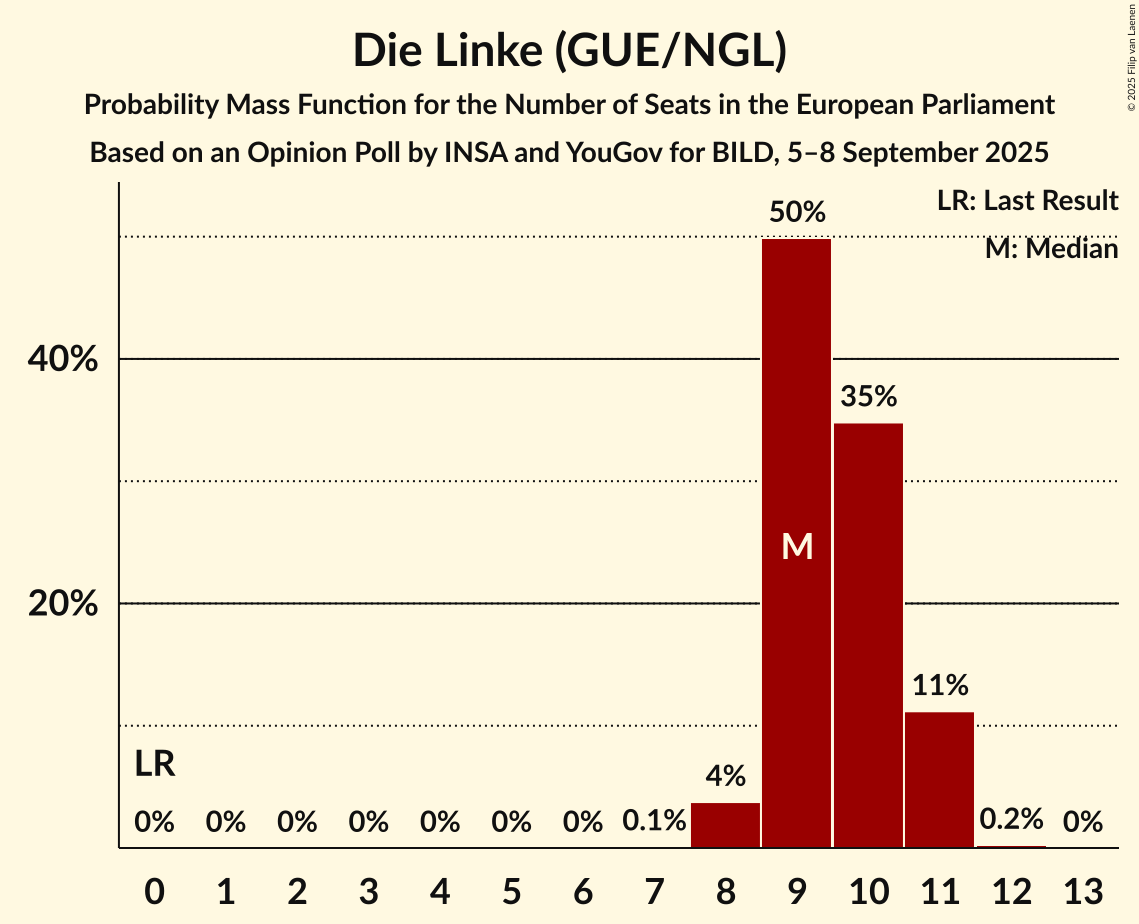 Die Linke (GUE/NGL)
Probability Mass Function for the Number of Seats in the European Parliament
Based on an Opinion Poll by INSA and YouGov for BILD, 5–8 September 2025
© 2025 Filip van Laenen
LR: Last Result
M: Median
50%
40%
35%
M
20%
11%
LR
4%
0% 0% 0% 0% 0% 0% 0% 0.1% 0.2% 0%
0 1 2 3 4 5 6 7 8 9 10 11 12 13